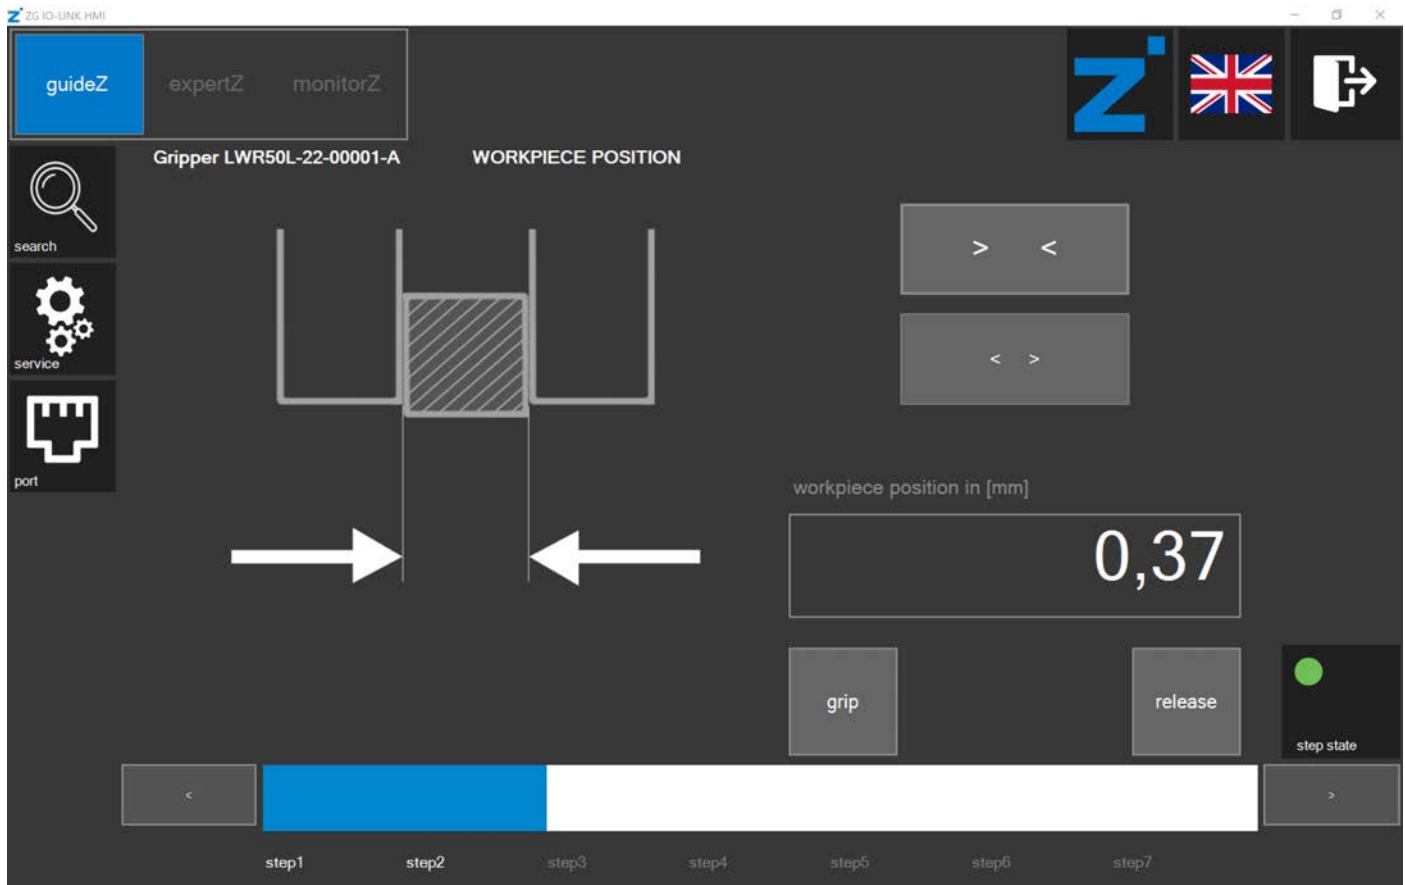 ZG IO-LINK HMI
guideZ expertZ monitorZ
Gripper LWR50L-22-00001-A WORKPIECE POSITION
search
> <
service
< >
port
workpiece position in [mm]
0,37
grip release
step state
< >
step1 step2 step3 step4 step5 step6 step7